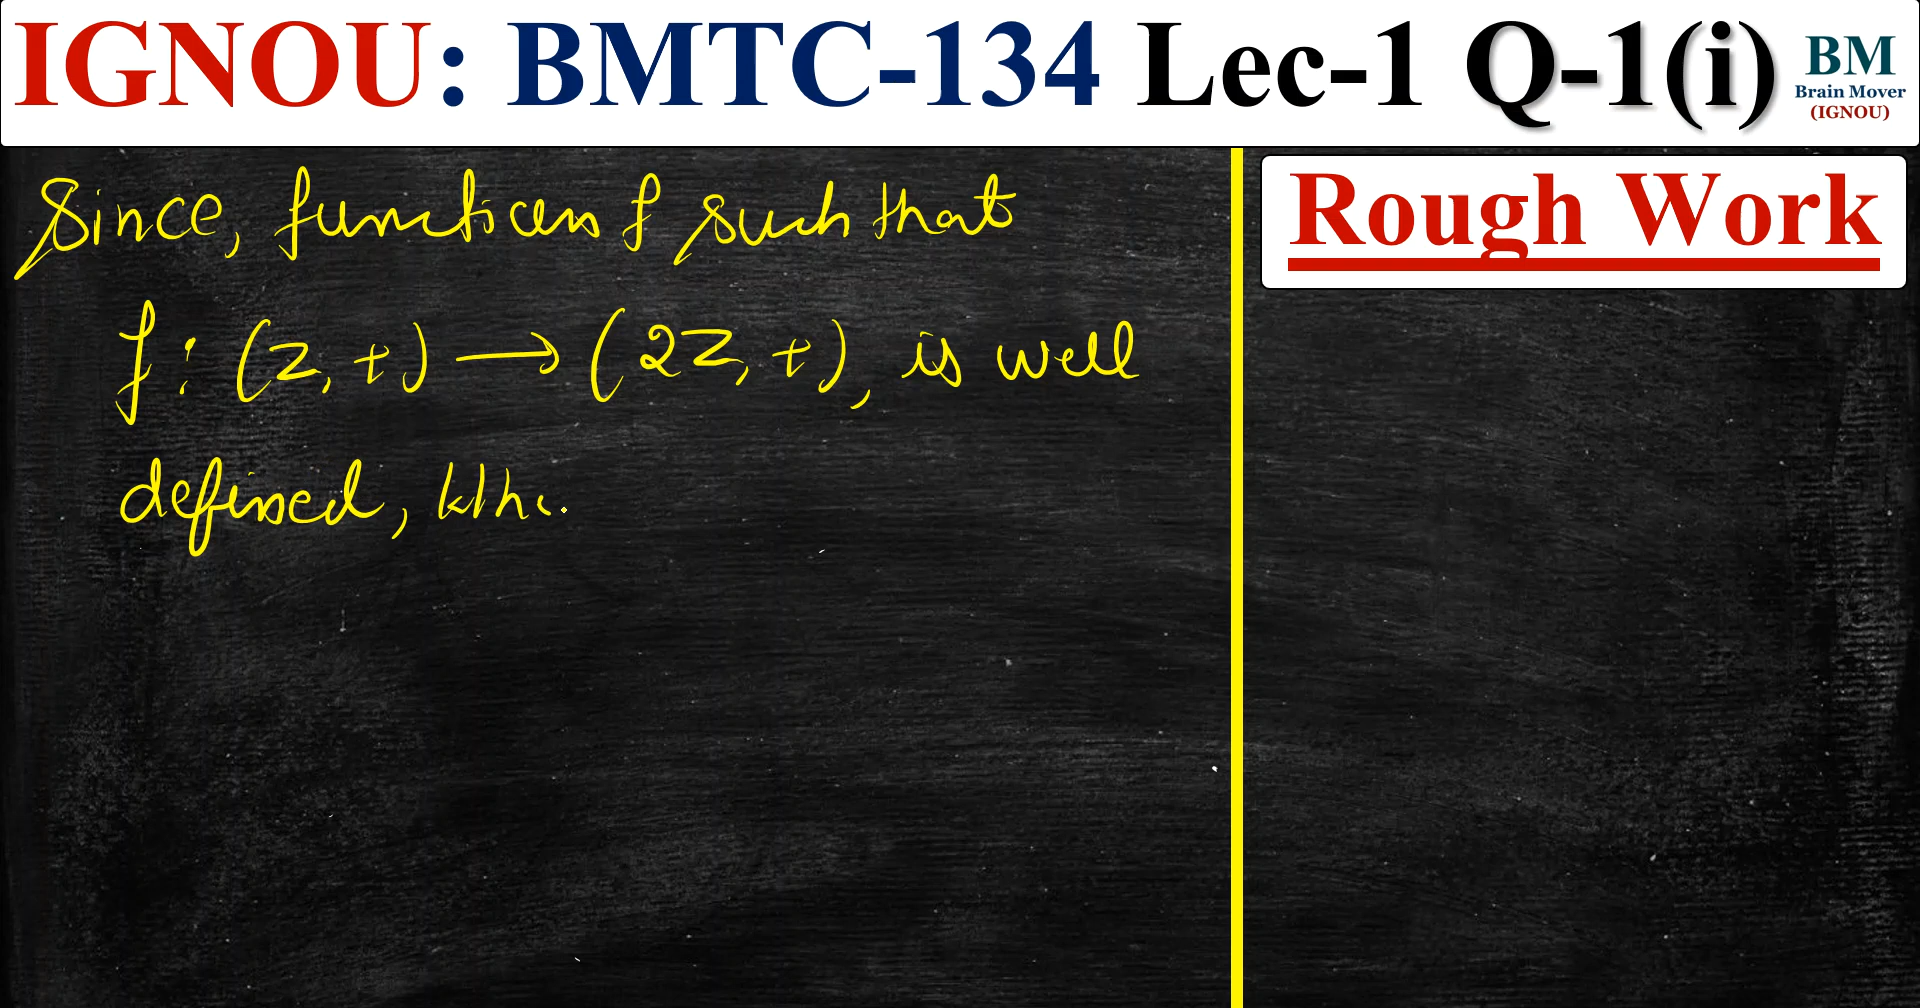 IGNOU: BMTC-134 Lec-1 Q-1(i)
BM
Brain Mover
(IGNOU)
Rough Work
Since, function f such that
f: (Z, +) → (2Z, +), is well
defined,